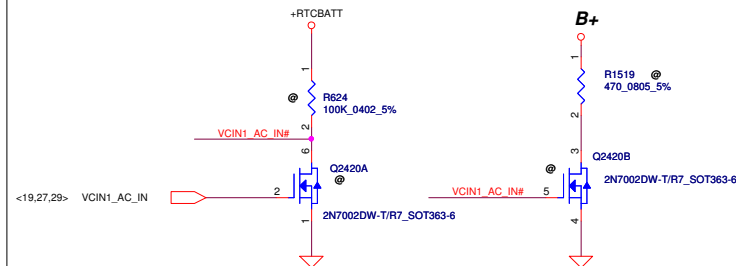 +RTCBATT
1
@
R624
100K_0402_5%
2
VCIN1_AC_IN#
6
Q2420A
@
<19,27,29> VCIN1_AC_IN
2
1
2N7002DW-T/R7_SOT363-6
B+
1
R1519 @
470_0805_5%
2
3
Q2420B
@
2N7002DW-T/R7_SOT363-6
VCIN1_AC_IN#
5
4